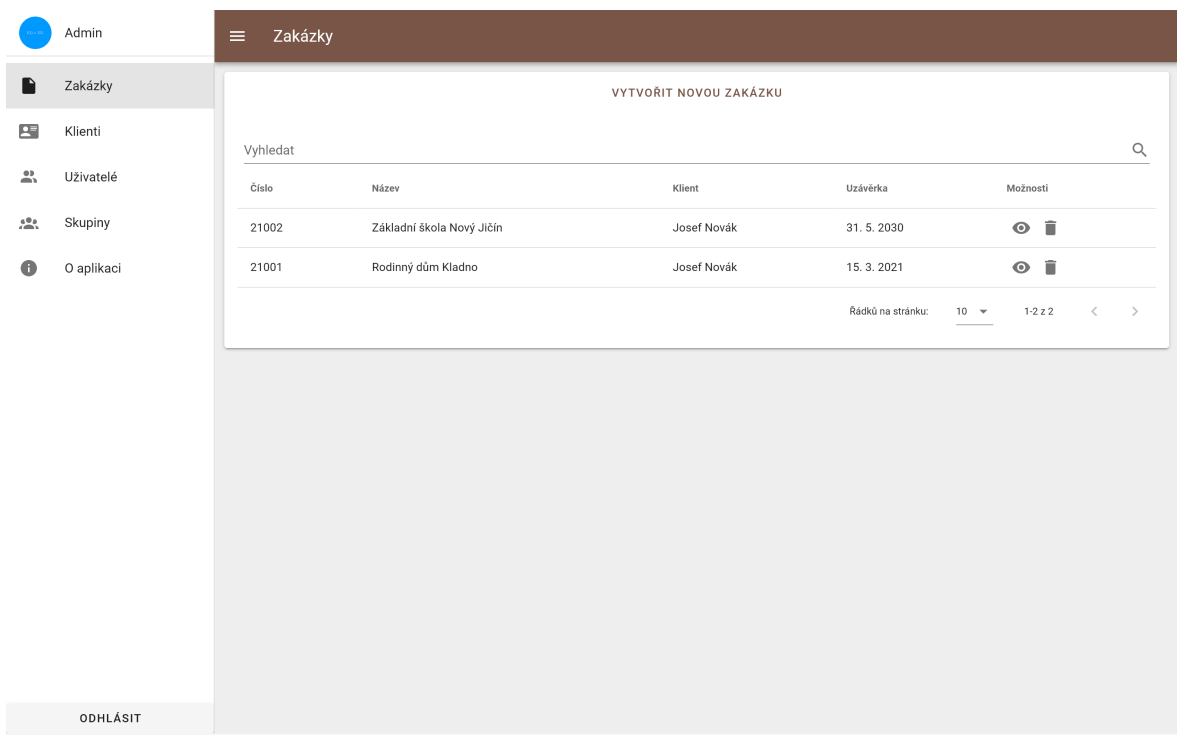 Admin
Zakázky
Klienti
Uživatelé
Skupiny
O aplikaci
ODHLÁSIT
Zakázky
VYTVOŘIT NOVOU ZAKÁZKU
Vyhledat
Číslo Název Klient Uzávěrka Možnosti
21002 Základní škola Nový Jičín Josef Novák 31. 5. 2030
21001 Rodinný dům Kladno Josef Novák 15. 3. 2021
Řádků na stránku: 10 1-2 z 2